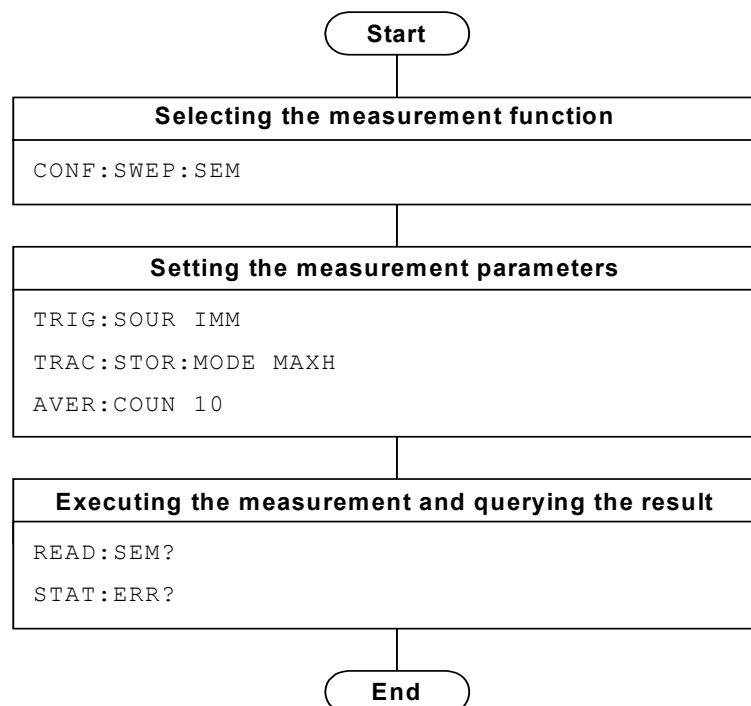 Start
Selecting the measurement function
CONF:SWEP:SEM
Setting the measurement parameters
TRIG:SOUR IMM
TRAC:STOR:MODE MAXH
AVER:COUN 10
Executing the measurement and querying the result
READ:SEM?
STAT:ERR?
End